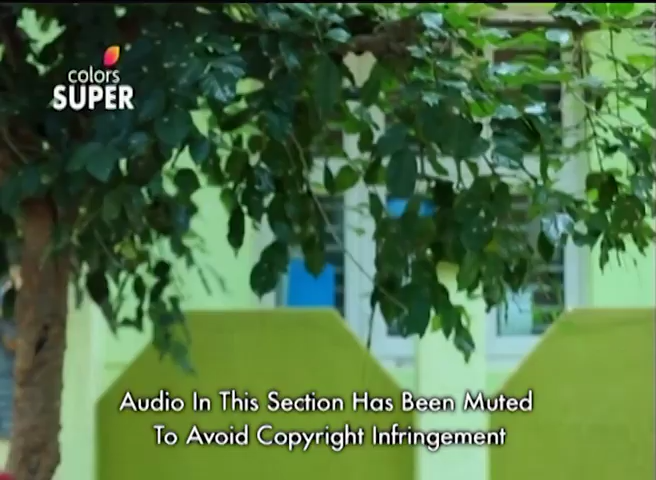 colors
SUPER
Audio In This Section Has Been Muted
To Avoid Copyright Infringement